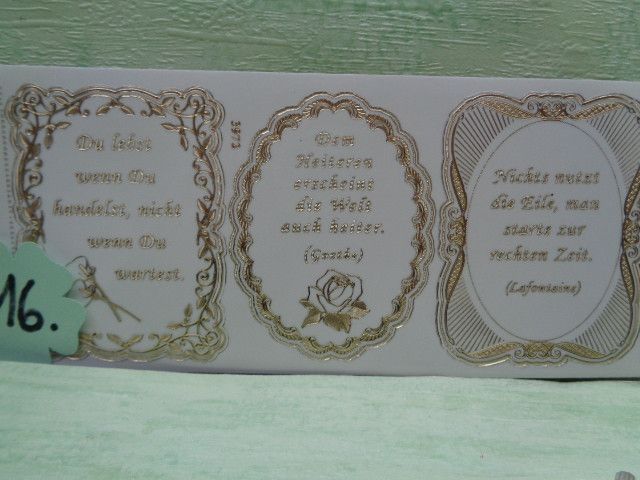 Du lebst
wenn Du
handelst, nicht
wenn Du
wartest.
3973
Dem
Heiteren
erscheint
die Welt
auch heiter.
(Goethe)
Nichts nutzt
die Eile, man
starte zur
rechten Zeit.
(Lafontaine)
16.